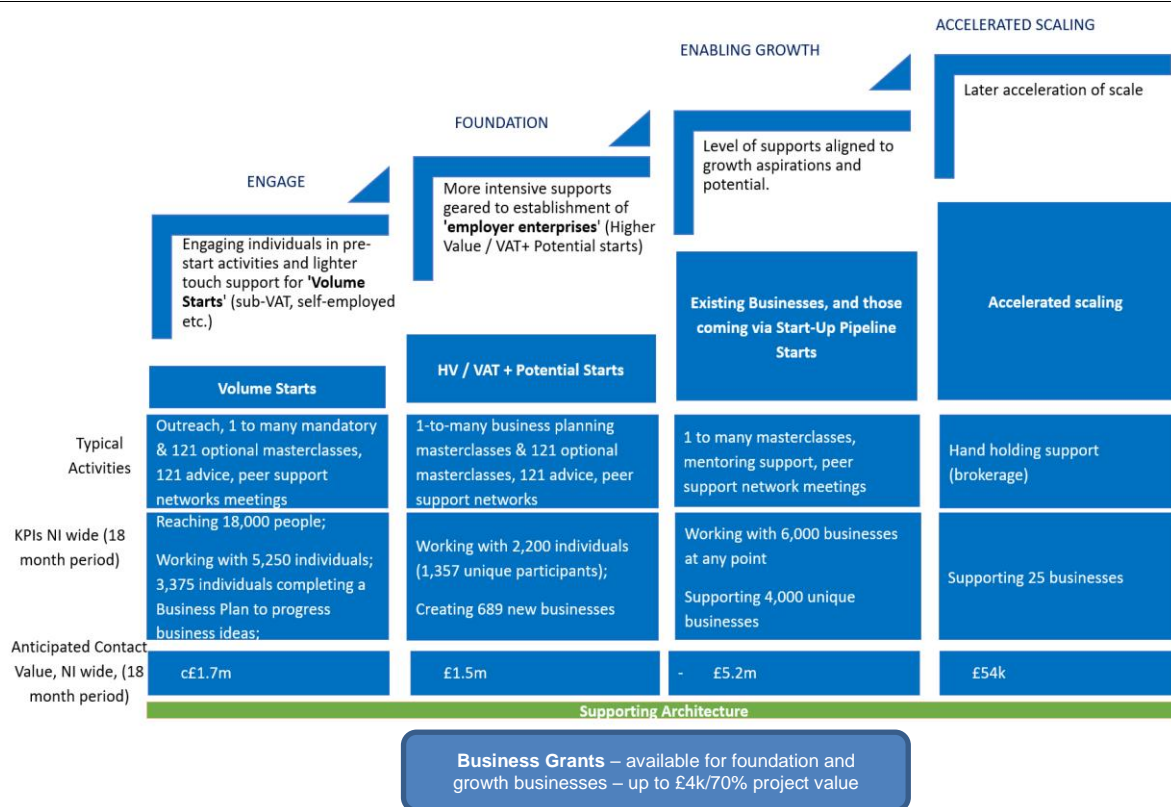 ACCELERATED SCALING
Later acceleration of scale
ENABLING GROWTH
Level of supports aligned to
growth aspirations and
potential.
FOUNDATION
More intensive supports
geared to establishment of
'employer enterprises' (Higher
Value / VAT+ Potential starts)
ENGAGE
Engaging individuals in pre-
start activities and lighter
touch support for 'Volume
Starts' (sub-VAT, self-employed
etc.)
Volume Starts
HV / VAT + Potential Starts
Existing Businesses, and those
coming via Start-Up Pipeline
Starts
Accelerated scaling
Typical
Activities
Outreach, 1 to many mandatory
& 121 optional masterclasses,
121 advice, peer support
networks meetings
1-to-many business planning
masterclasses & 121 optional
masterclasses, 121 advice, peer
support networks
1 to many masterclasses,
mentoring support, peer
support network meetings
Hand holding support
(brokerage)
KPIs NI wide (18
month period)
Reaching 18,000 people;
Working with 5,250 individuals;
3,375 individuals completing a
Business Plan to progress
business ideas;
Working with 2,200 individuals
(1,357 unique participants);
Creating 689 new businesses
Working with 6,000 businesses
at any point
Supporting 4,000 unique
businesses
Supporting 25 businesses
Anticipated Contact
Value, NI wide, (18
month period)
c£1.7m
£1.5m
- £5.2m
£54k
Supporting Architecture
Business Grants – available for foundation and
growth businesses – up to £4k/70% project value